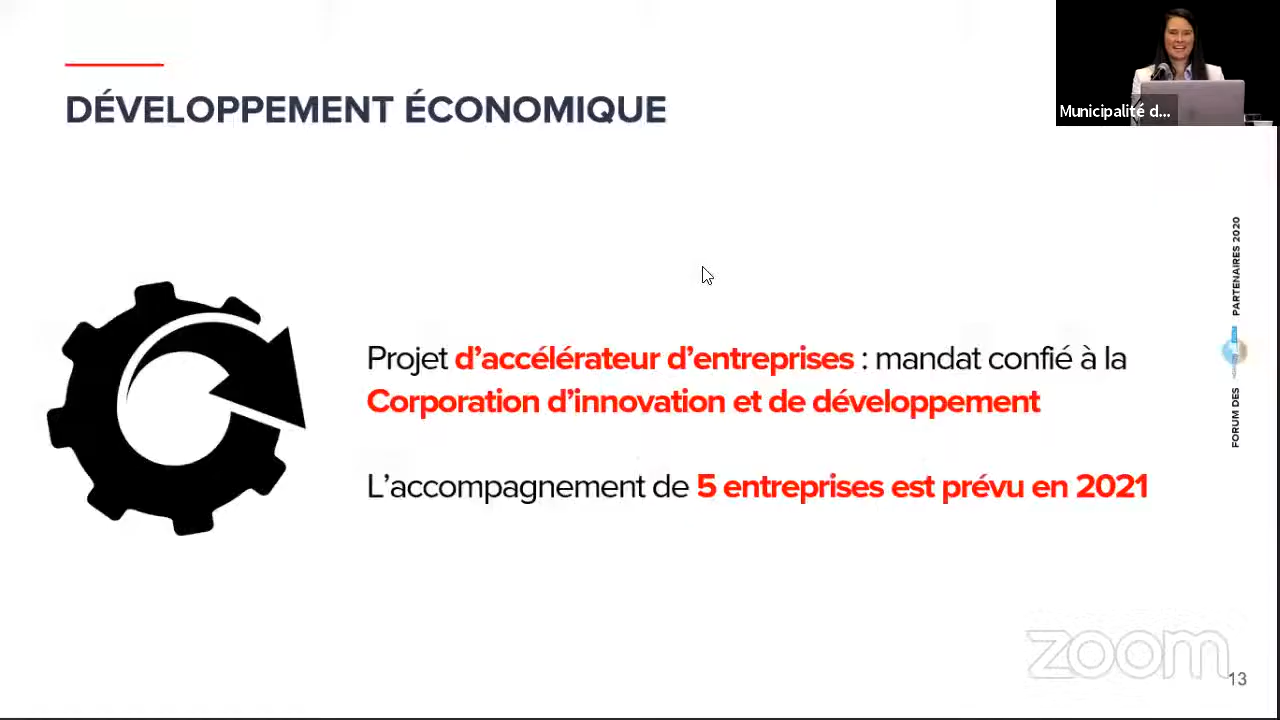 DÉVELOPPEMENT ÉCONOMIQUE
Municipalité d...
Projet d’accélérateur d’entreprises : mandat confié à la
Corporation d’innovation et de développement
L’accompagnement de 5 entreprises est prévu en 2021
FORUM DES
PARTENAIRES 2020
zoom
13